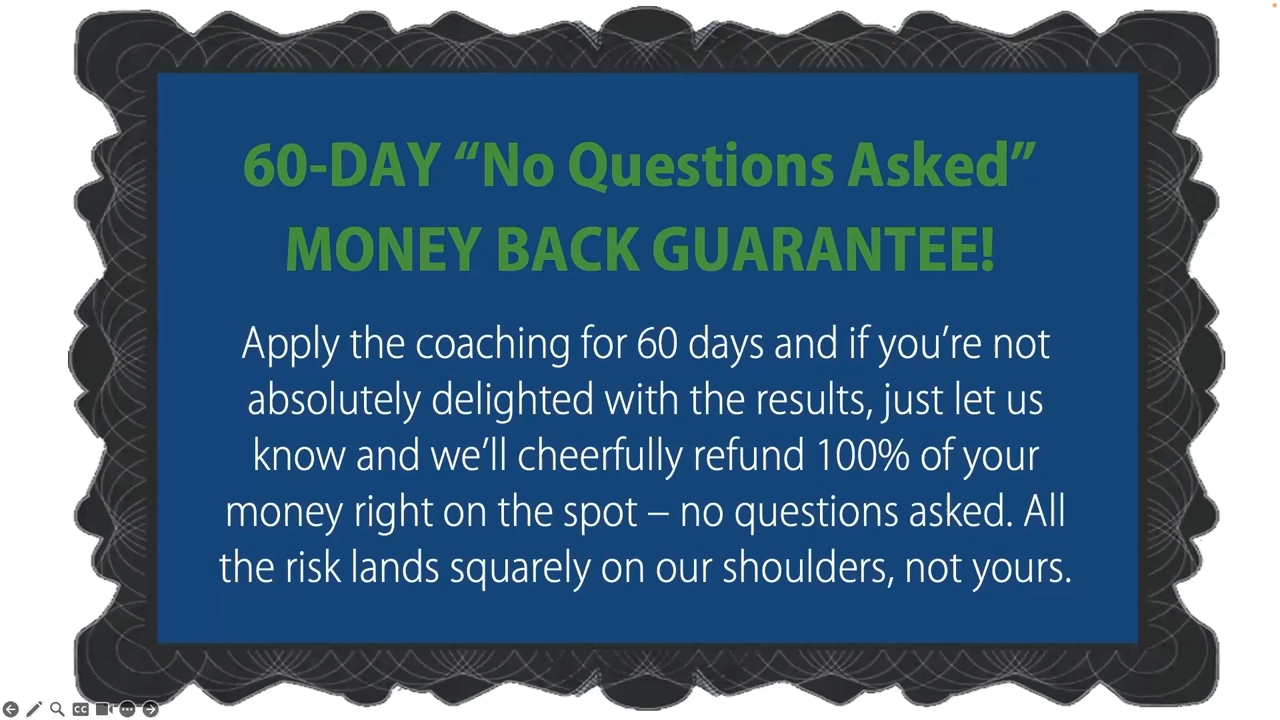 60-DAY “No Questions Asked”
MONEY BACK GUARANTEE!
Apply the coaching for 60 days and if you’re not
absolutely delighted with the results, just let us
know and we’ll cheerfully refund 100% of your
money right on the spot – no questions asked. All
the risk lands squarely on our shoulders, not yours.
CC